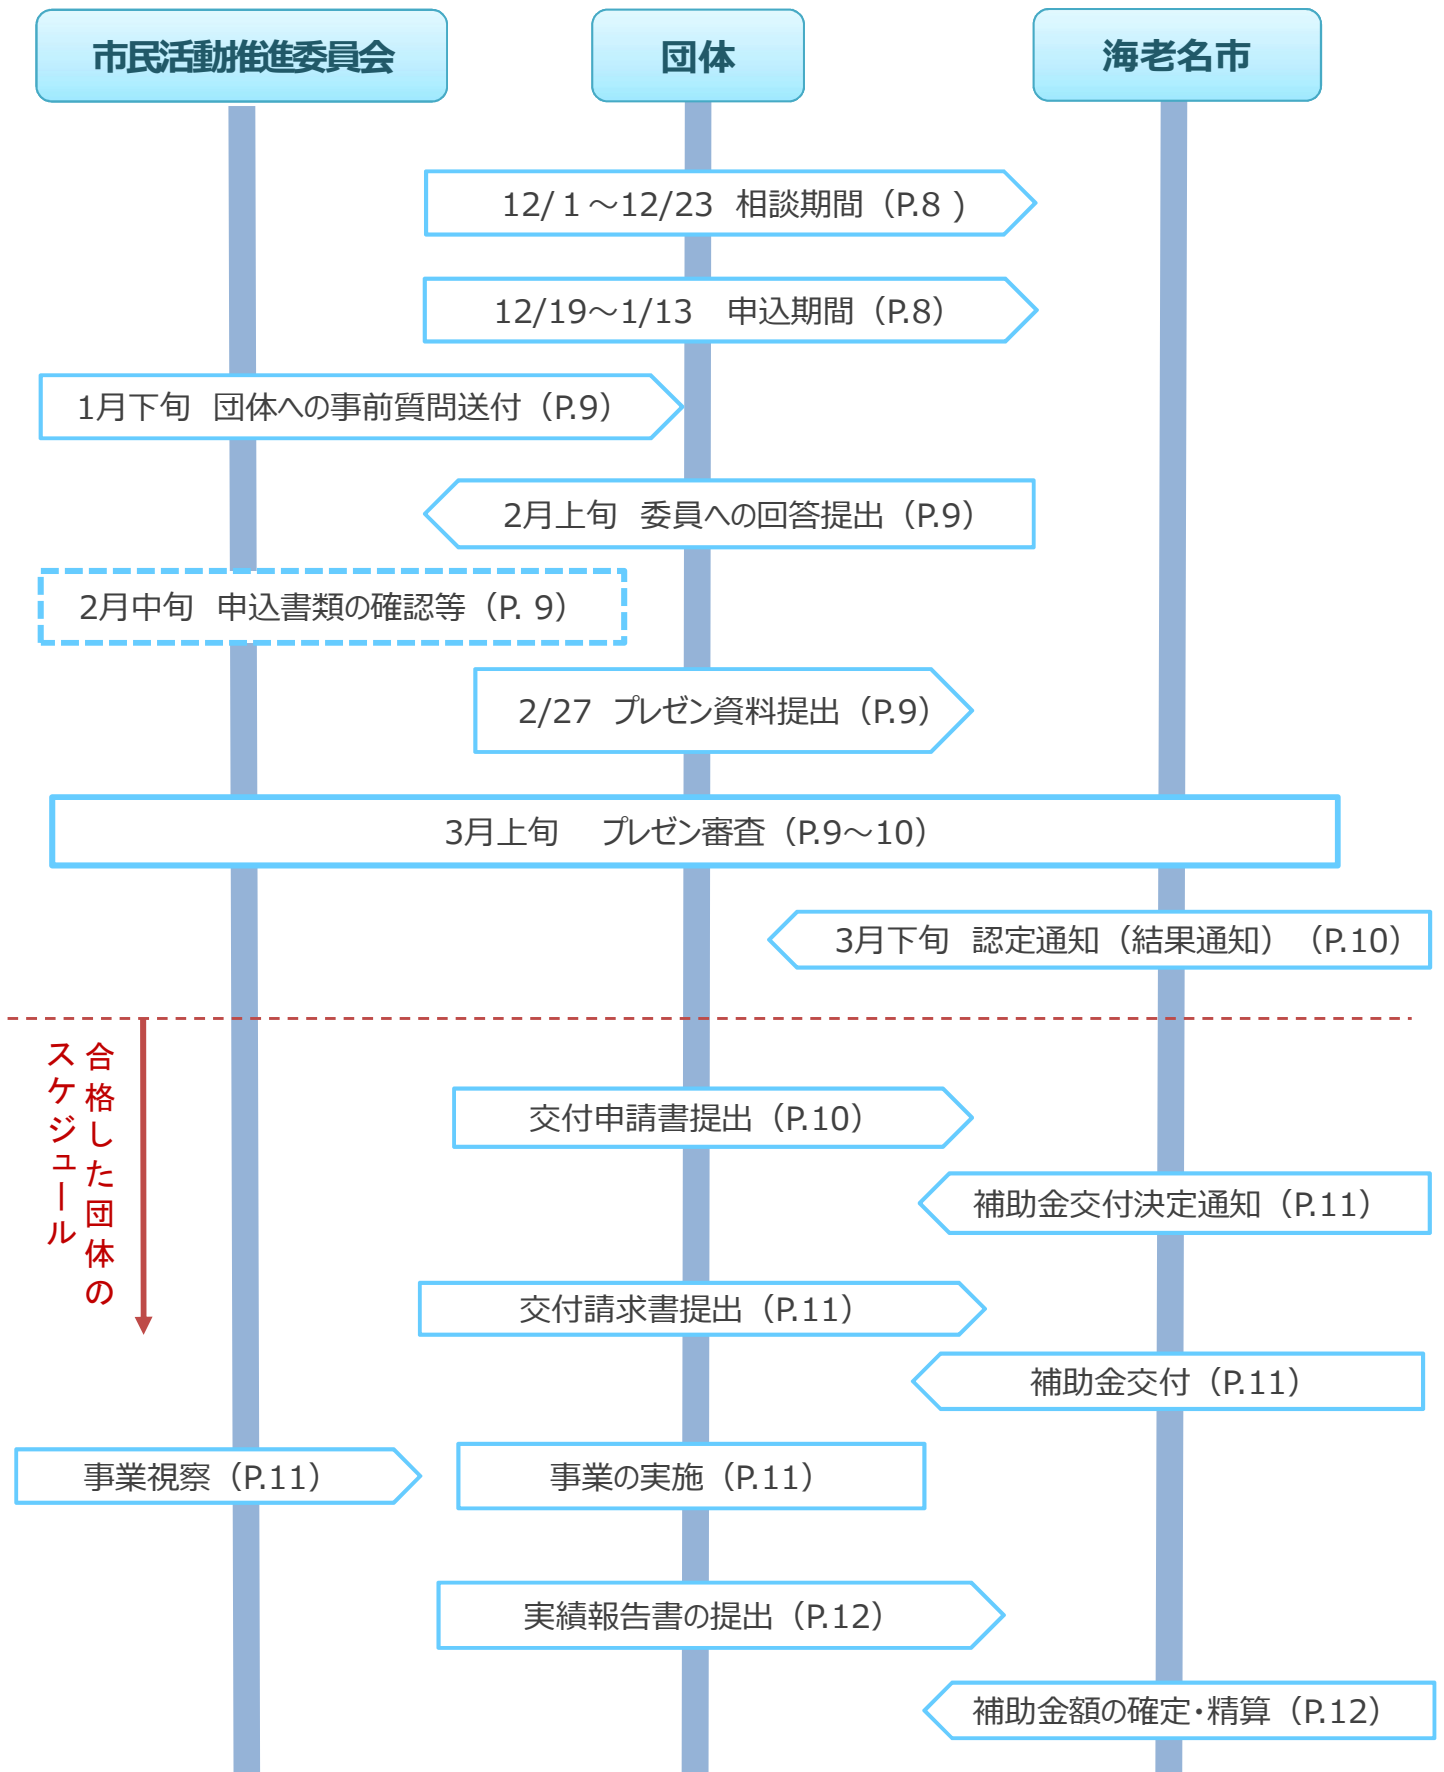 市民活動推進委員会
団体
海老名市
12/１～12/23　相談期間（P.8 ）
12/19～1/13　申込期間（P.8）
1月下旬　団体への事前質問送付（P.9）
2月上旬　委員への回答提出（P.9）
2月中旬　申込書類の確認等（P. 9）
2/27　プレゼン資料提出（P.9）
3月上旬　プレゼン審査（P.9～10）
3月下旬　認定通知（結果通知）（P.10）
合格した団体の
スケジュール
交付申請書提出（P.10）
補助金交付決定通知（P.11）
交付請求書提出（P.11）
補助金交付（P.11）
事業視察（P.11）
事業の実施（P.11）
実績報告書の提出（P.12）
補助金額の確定・精算（P.12）